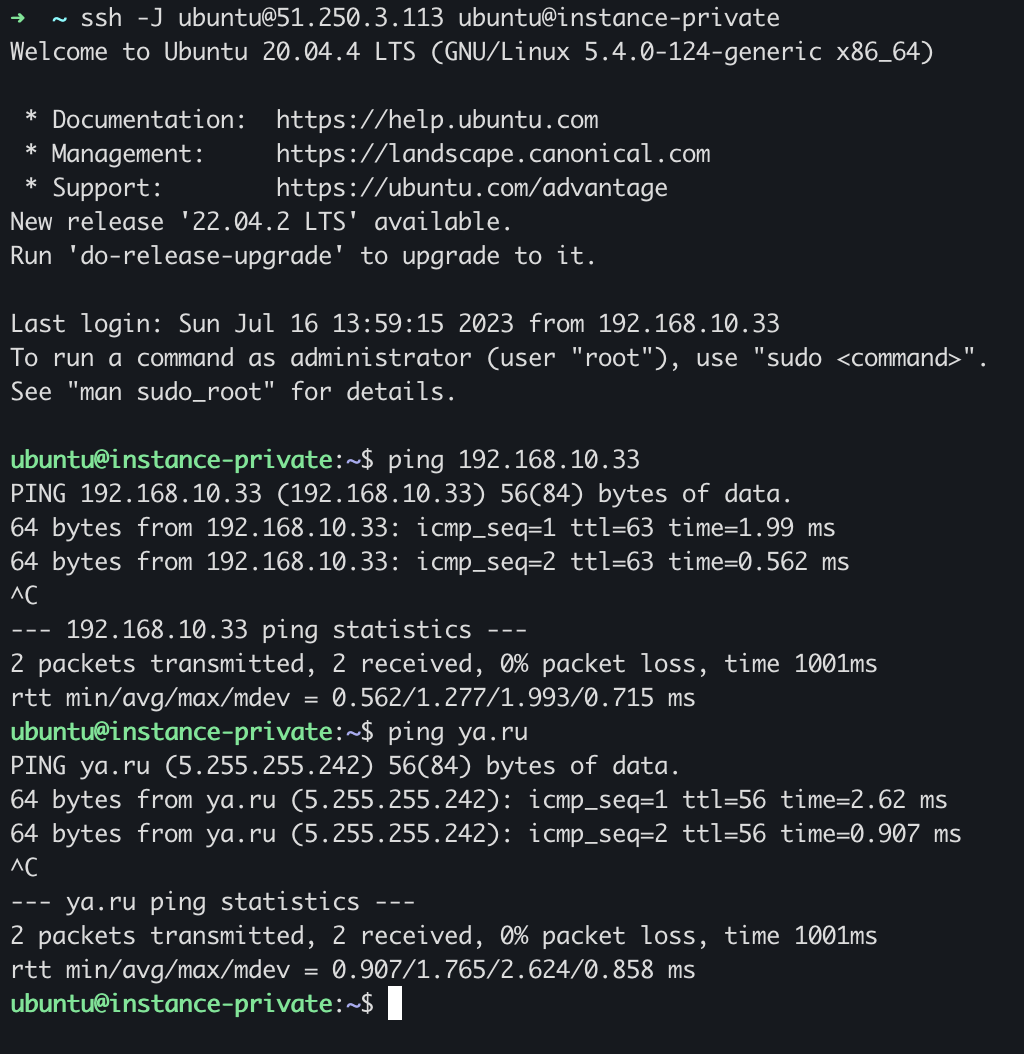 ➜  ~ ssh -J ubuntu@51.250.3.113 ubuntu@instance-private
Welcome to Ubuntu 20.04.4 LTS (GNU/Linux 5.4.0-124-generic x86_64)

 * Documentation:  https://help.ubuntu.com
 * Management:     https://landscape.canonical.com
 * Support:        https://ubuntu.com/advantage
New release '22.04.2 LTS' available.
Run 'do-release-upgrade' to upgrade to it.

Last login: Sun Jul 16 13:59:15 2023 from 192.168.10.33
To run a command as administrator (user "root"), use "sudo <command>".
See "man sudo_root" for details.

ubuntu@instance-private:~$ ping 192.168.10.33
PING 192.168.10.33 (192.168.10.33) 56(84) bytes of data.
64 bytes from 192.168.10.33: icmp_seq=1 ttl=63 time=1.99 ms
64 bytes from 192.168.10.33: icmp_seq=2 ttl=63 time=0.562 ms
^C
--- 192.168.10.33 ping statistics ---
2 packets transmitted, 2 received, 0% packet loss, time 1001ms
rtt min/avg/max/mdev = 0.562/1.277/1.993/0.715 ms
ubuntu@instance-private:~$ ping ya.ru
PING ya.ru (5.255.255.242) 56(84) bytes of data.
64 bytes from ya.ru (5.255.255.242): icmp_seq=1 ttl=56 time=2.62 ms
64 bytes from ya.ru (5.255.255.242): icmp_seq=2 ttl=56 time=0.907 ms
^C
--- ya.ru ping statistics ---
2 packets transmitted, 2 received, 0% packet loss, time 1001ms
rtt min/avg/max/mdev = 0.907/1.765/2.624/0.858 ms
ubuntu@instance-private:~$